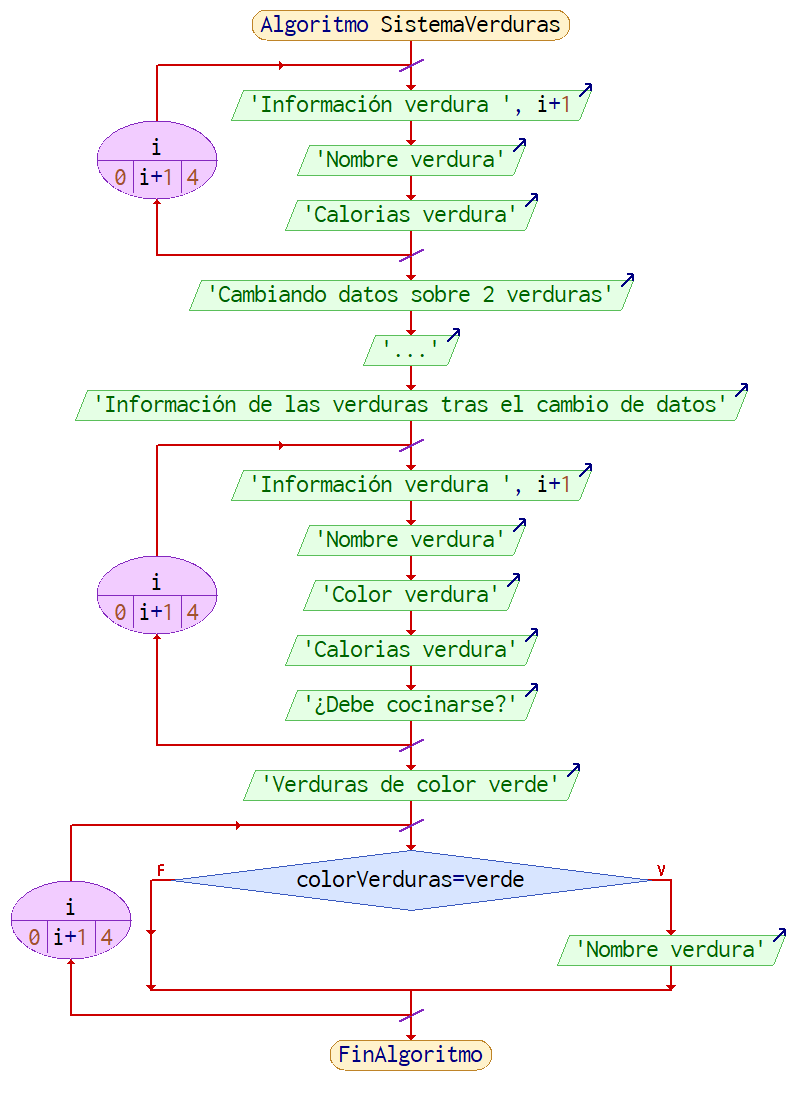 Algoritmo SistemaVerduras
'Información verdura ', i+1
i
0 i+1 4
'Nombre verdura'
'Calorias verdura'
'Cambiando datos sobre 2 verduras'
'...'
'Información de las verduras tras el cambio de datos'
'Información verdura ', i+1
'Nombre verdura'
i
0 i+1 4
'Color verdura'
'Calorias verdura'
'¿Debe cocinarse?'
'Verduras de color verde'
F
V
colorVerduras=verde
i
0 i+1 4
'Nombre verdura'
FinAlgoritmo